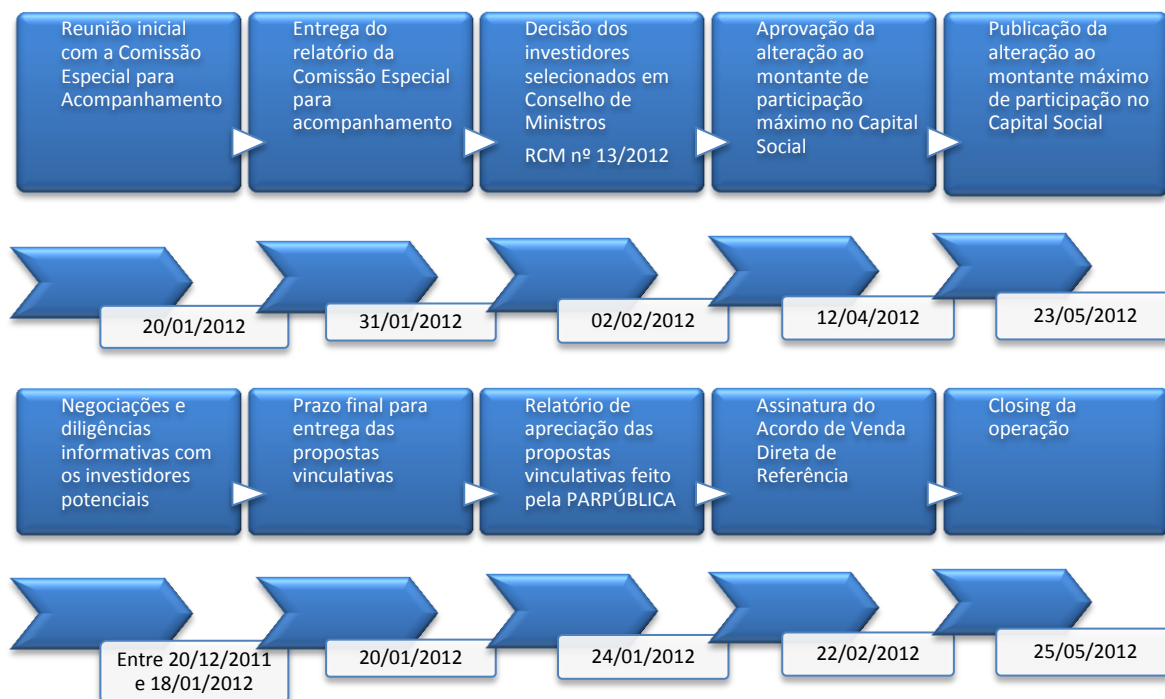 Reunião inicial
com a Comissão
Especial para
Acompanhamento
Entrega do
relatório da
Comissão Especial
para
acompanhamento
Decisão dos
investidores
selecionados em
Conselho de
Ministros
RCM nº 13/2012
Aprovação da
alteração ao
montante de
participação
máximo no Capital
Social
Publicação da
alteração ao
montante máximo
de participação no
Capital Social
20/01/2012
31/01/2012
02/02/2012
12/04/2012
23/05/2012
Negociações e
diligências
informativas com
os investidores
potenciais
Prazo final para
entrega das
propostas
vinculativas
Relatório de
apreciação das
propostas
vinculativas feito
pela PARPÚBLICA
Assinatura do
Acordo de Venda
Direta de
Referência
Closing da
operação
Entre 20/12/2011
e 18/01/2012
20/01/2012
24/01/2012
22/02/2012
25/05/2012